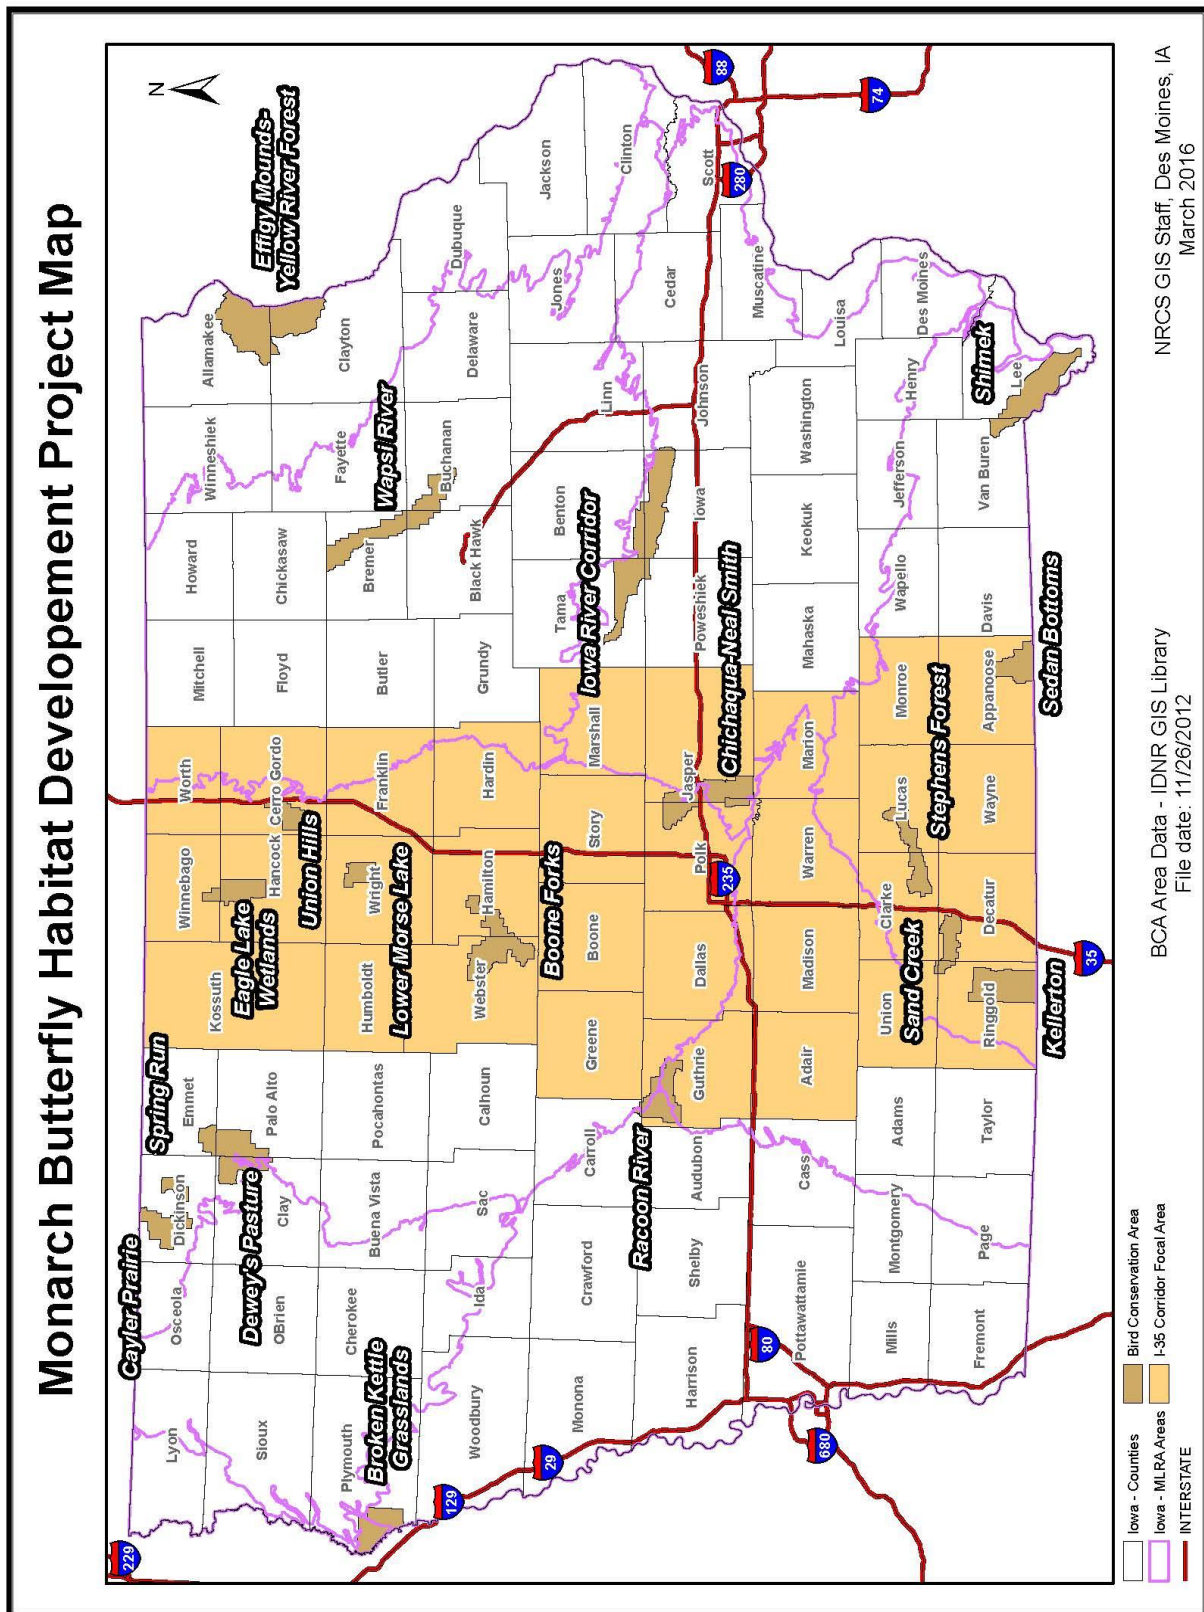 Monarch Butterfly Habitat Developement Project Map
N
Cayler Prairie
Spring Run
Dewey's Pasture
Broken Kettle
Grasslands
Eagle Lake
Wetlands
Union Hills
Lower Morse Lake
Boone Forks
Effigy Mounds-
Yellow River Forest
Wapsi River
Iowa River Corridor
Chichaqua-Neal Smith
Racoon River
Sand Creek
Kellerton
Stephens Forest
Sedan Bottoms
Shimek
Lyon
Osceola
Dickinson
Emmet
Kossuth
Winnebago
Worth
Mitchell
Howard
Winneshiek
Allamakee
Sioux
OBrien
Clay
Palo Alto
Hancock
Cerro Gordo
Floyd
Chickasaw
Fayette
Clayton
Plymouth
Cherokee
Buena Vista
Pocahontas
Humboldt
Wright
Franklin
Butler
Bremer
Woodbury
Ida
Sac
Calhoun
Webster
Hamilton
Hardin
Grundy
Black Hawk
Buchanan
Delaware
Dubuque
Monona
Crawford
Carroll
Greene
Boone
Story
Marshall
Tama
Benton
Linn
Jones
Jackson
Clinton
Harrison
Shelby
Audubon
Guthrie
Dallas
Polk
Jasper
Poweshiek
Iowa
Johnson
Cedar
Scott
Muscatine
Pottawattamie
Cass
Adair
Madison
Warren
Marion
Mahaska
Keokuk
Washington
Louisa
Mills
Montgomery
Adams
Union
Clarke
Lucas
Monroe
Wapello
Jefferson
Henry
Des Moines
Fremont
Page
Taylor
Ringgold
Decatur
Wayne
Appanoose
Davis
Van Buren
Lee
229
129
29
680
80
235
35
280
88
74
Iowa - Counties
Bird Conservation Area
Iowa - MLRA Areas
I-35 Corridor Focal Area
INTERSTATE
BCA Area Data - IDNR GIS Library
File date: 11/26/2012
NRCS GIS Staff, Des Moines, IA
March 2016